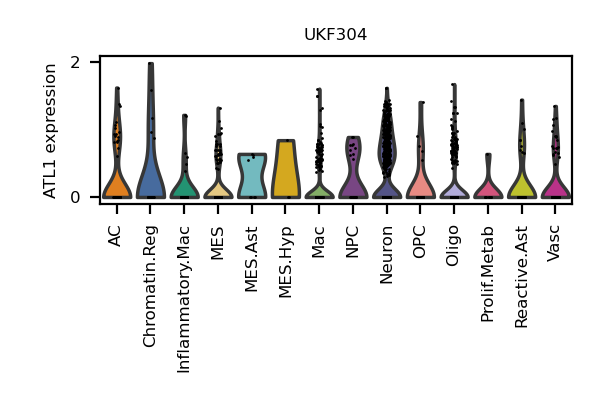 UKF304
ATL1 expression
2
0
AC
Chromatin.Reg
Inflammatory.Mac
MES
MES.Ast
MES.Hyp
Mac
NPC
Neuron
OPC
Oligo
Prolif.Metab
Reactive.Ast
Vasc